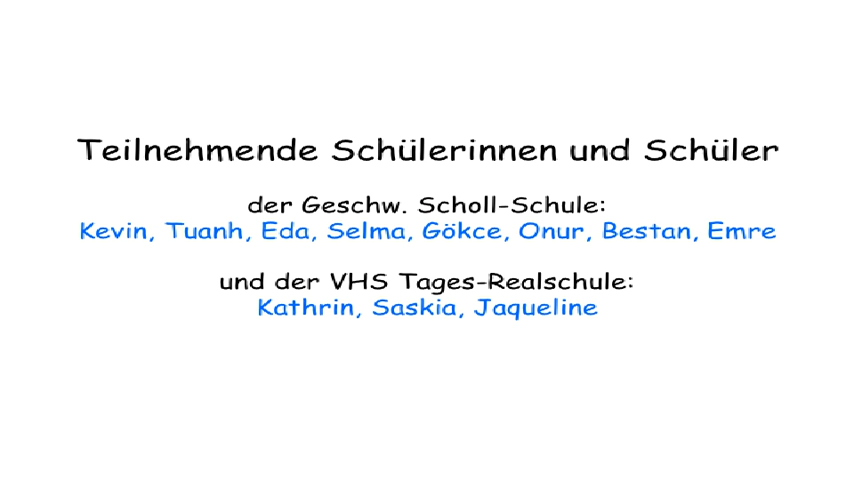 Teilnehmende Schülerinnen und Schüler
der Geschw. Scholl-Schule:
Kevin, Tuanh, Eda, Selma, Gökce, Onur, Bestan, Emre
und der VHS Tages-Realschule:
Kathrin, Saskia, Jaqueline